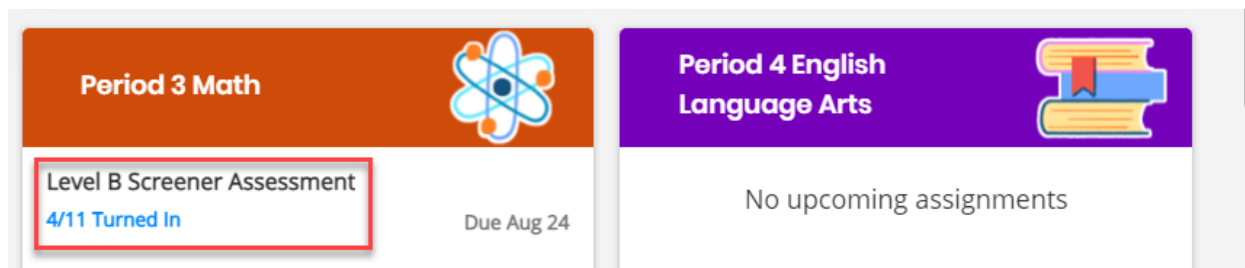 Period 3 Math
Level B Screener Assessment
4/11 Turned In
Due Aug 24
Period 4 English
Language Arts
No upcoming assignments